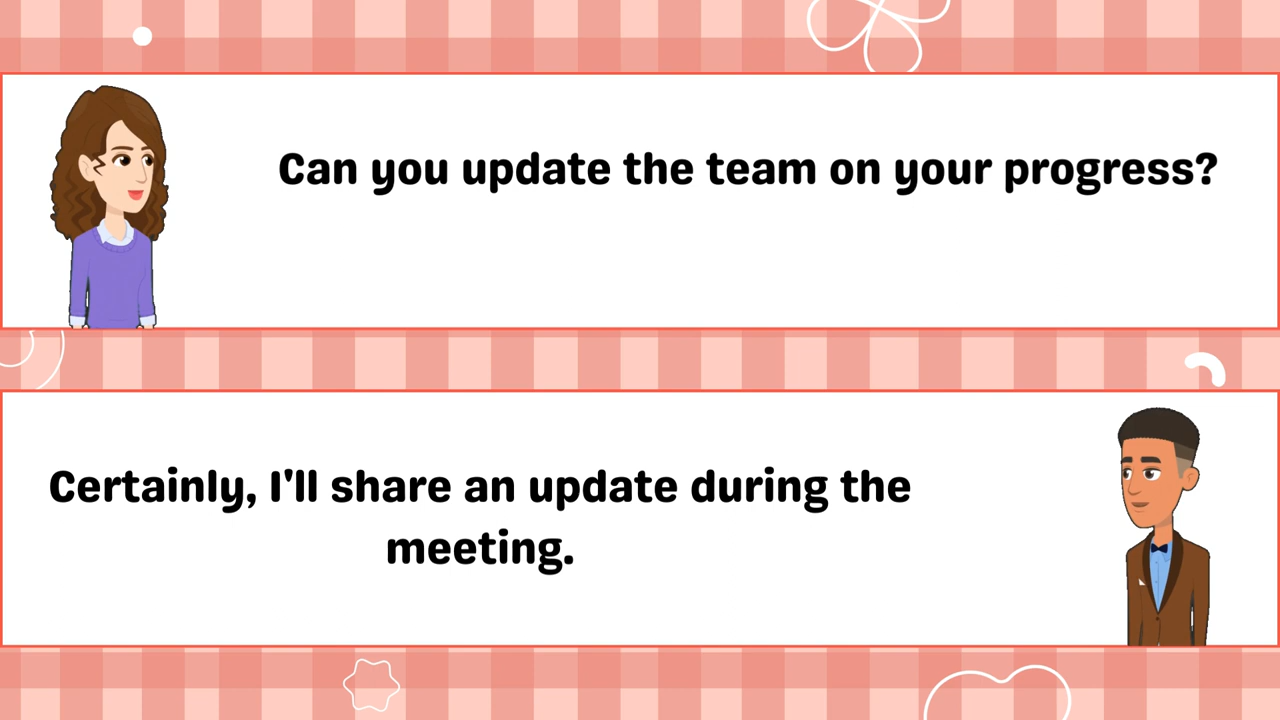 Can you update the team on your progress?
Certainly, I'll share an update during the
meeting.